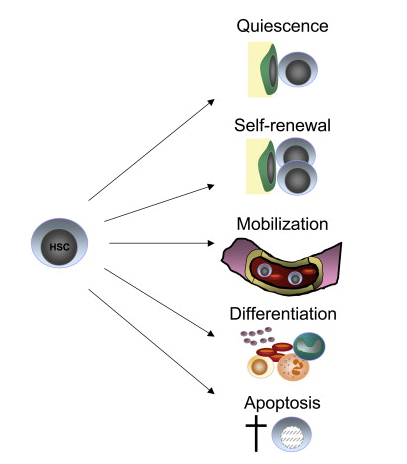 Quiescence
Self-renewal
HSC
Mobilization
Differentiation
Apoptosis